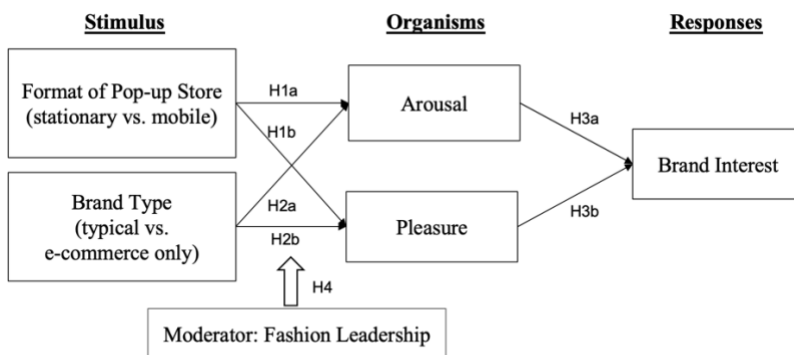 Stimulus
Organisms
Responses
Format of Pop-up Store
(stationary vs. mobile)
H1a
H1b
Arousal
H3a
Brand Interest
Brand Type
(typical vs.
e-commerce only)
H2a
H2b
Pleasure
H3b
H4
Moderator: Fashion Leadership